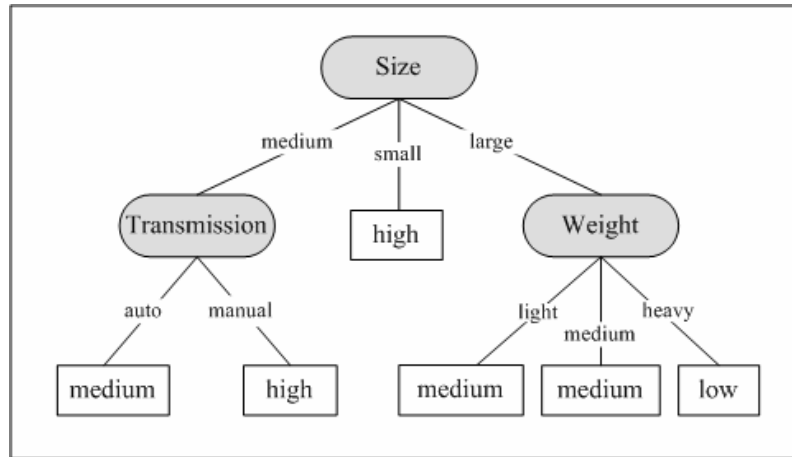 Size
medium
small
large
Transmission
high
Weight
auto
manual
light
medium
heavy
medium
high
medium
medium
low